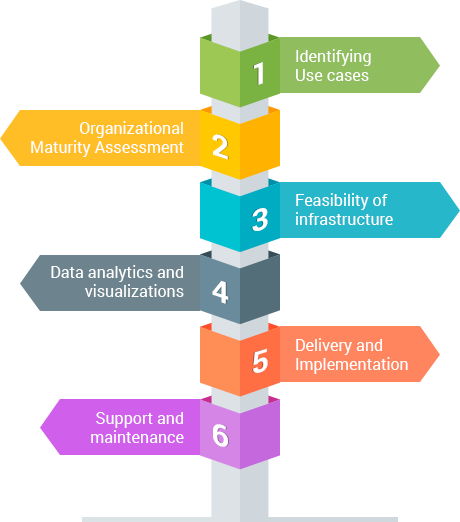 1
Identifying
Use cases
Organizational
Maturity Assessment
2
3
Feasibility of
infrastructure
Data analytics and
visualizations
4
5
Delivery and
Implementation
Support and
maintenance
6